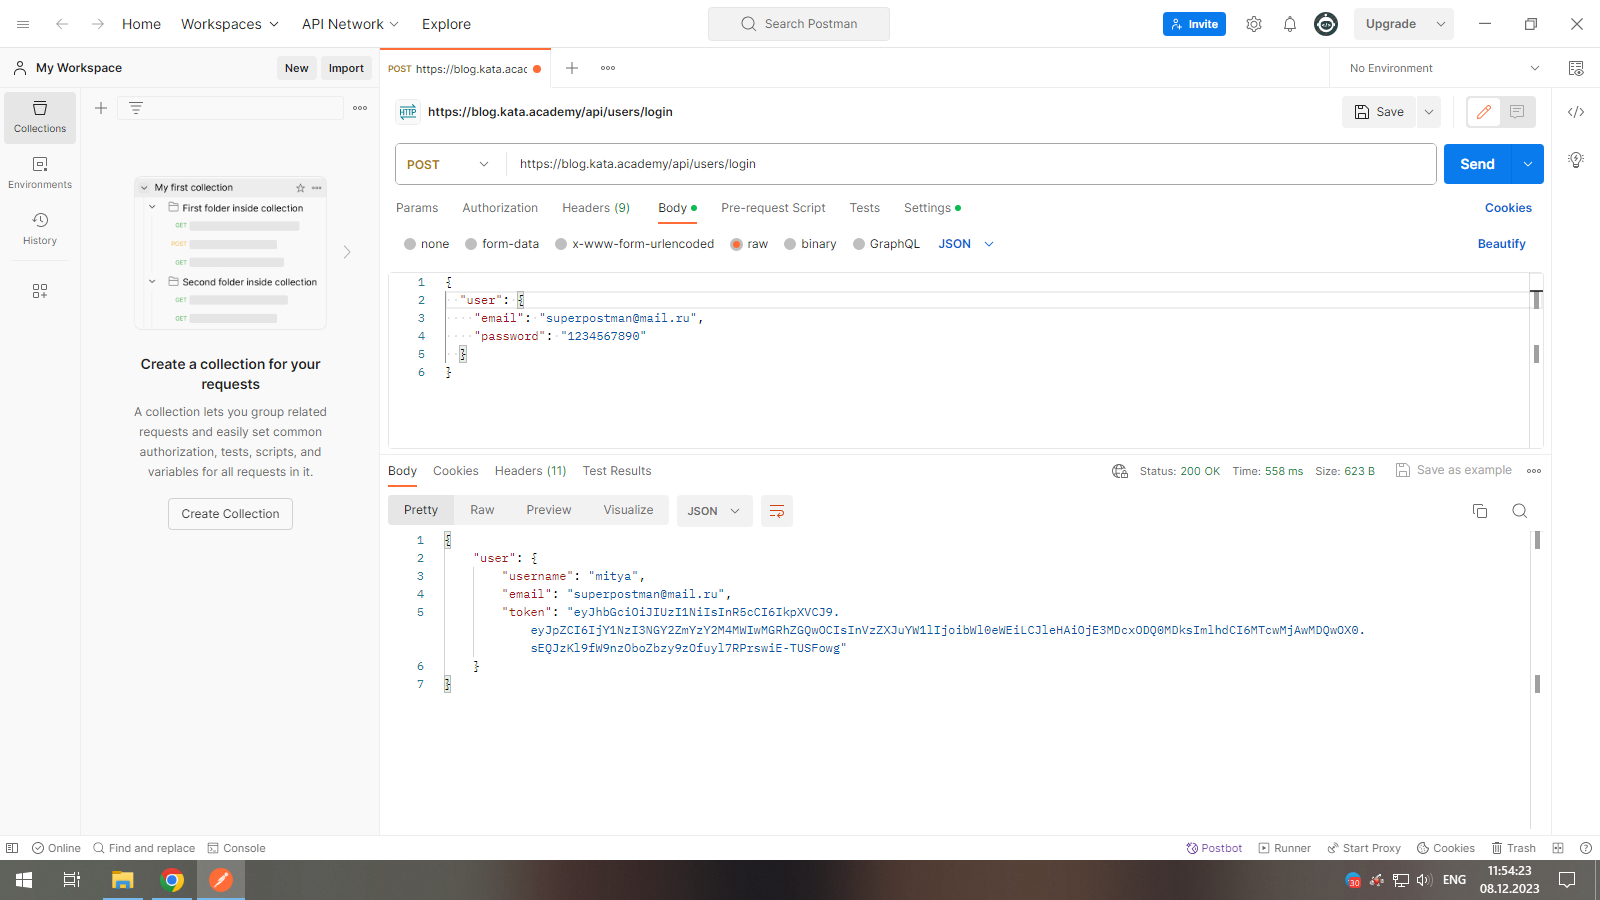 Home
Workspaces
API Network
Explore
Search Postman
Invite
Upgrade
My Workspace
New
Import
POST https://blog.kata.acac
No Environment
Collections
Environments
History
HTTP
https://blog.kata.academy/api/users/login
Save
POST
https://blog.kata.academy/api/users/login
Send
Params
Authorization
Headers (9)
Body
Pre-request Script
Tests
Settings
Cookies
none
form-data
x-www-form-urlencoded
raw
binary
GraphQL
JSON
Beautify
1 {
2 "user": {
3 "email": "superpostman@mail.ru",
4 "password": "1234567890"
5 }
6 }
My first collection
First folder inside collection
GET
POST
GET
Second folder inside collection
GET
GET
Create a collection for your
requests
A collection lets you group related
requests and easily set common
authorization, tests, scripts, and
variables for all requests in it.
Create Collection
Body
Cookies
Headers (11)
Test Results
Status: 200 OK
Time: 558 ms
Size: 623 B
Save as example
Pretty
Raw
Preview
Visualize
JSON
1 {
2 "user": {
3 "username": "mitya",
4 "email": "superpostman@mail.ru",
5 "token": "eyJhbGciOiJIUzI1NiIsInR5cCI6IkpXVCJ9.
eyJpZCI6IjY1NzI3NGY2ZmYzY2M4MWIwMGRhZGQwOCIsInVzZXJuYW1lIjoibWl0eWEiLCJleHAiOjE3MDcxODQ0MDksImlhdCI6MTcwMjAwMDQwOX0.
sEQJzKl9fW9nzOboZbzy9zOfuyl7RPrswiE-TUSFowg"
6 }
7 }
Online
Find and replace
Console
Postbot
Runner
Start Proxy
Cookies
Trash
30
ENG
11:54:23
08.12.2023